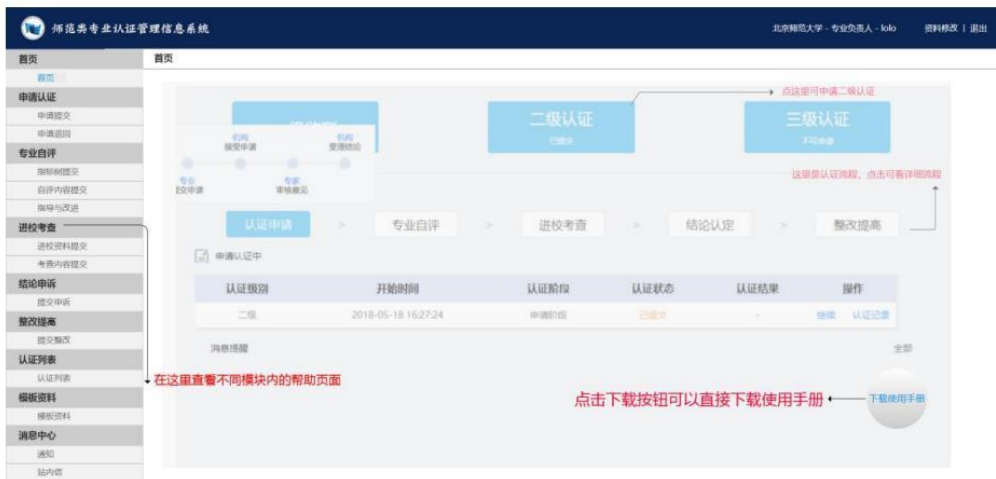 师范类专业认证管理信息系统
北京师范大学 - 专业负责人 - lolo 资料修改 | 退出
首页
首页
首页
申请认证
申请提交
申请退回
专业自评
指标树提交
自评内容提交
指导与改进
进校考查
进校资料提交
考查内容提交
结论申诉
提交申诉
整改提高
提交整改
认证列表
认证列表
模板资料
模板资料
消息中心
通知
站内信
点这里可申请二级认证
二级认证
已提交
三级认证
不可申请
机构
接受申请
机构
受理结论
专业
提交申请
专家
审核意见
这里是认证流程,点击可看详细流程
认证申请 > 专业自评 > 进校考查 > 结论认定 > 整改提高
申请认证中
认证级别 开始时间 认证阶段 认证状态 认证结果 操作
二级 2018-05-18 16:27:24 申请阶段 已提交 - 继续 认证记录
消息提醒 全部
在这里查看不同模块内的帮助页面
点击下载按钮可以直接下载使用手册
下载使用手册